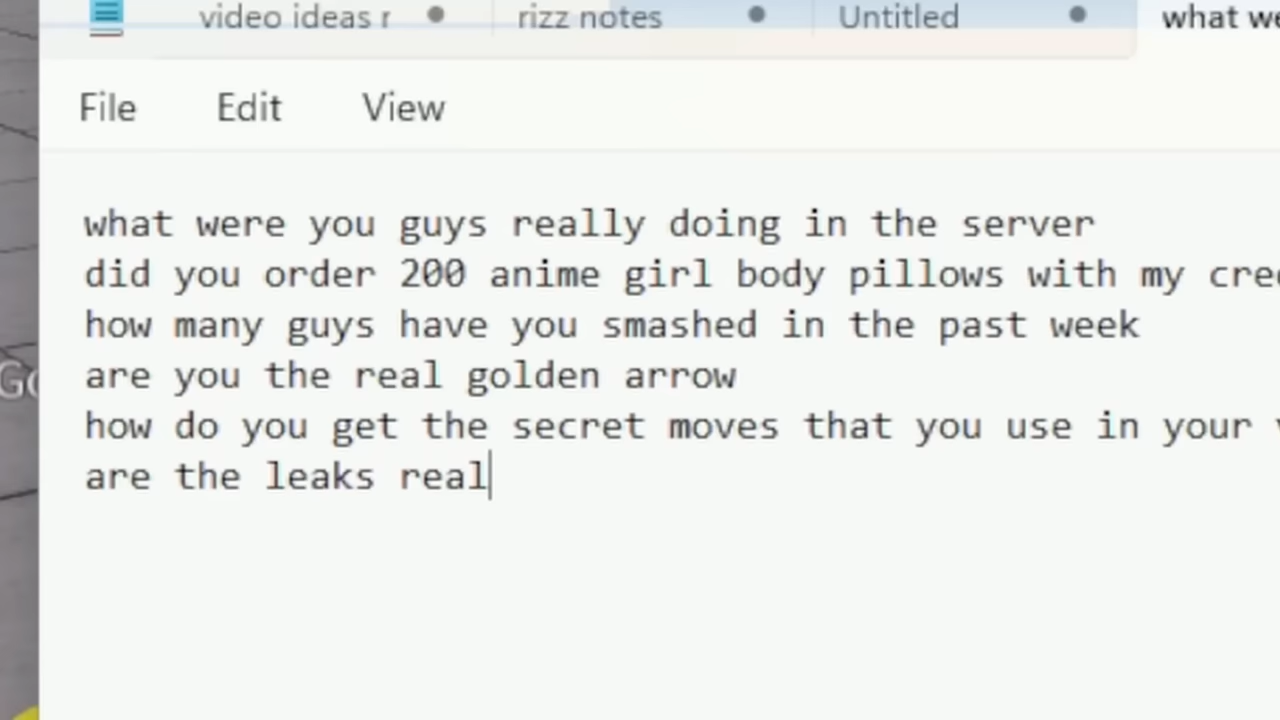 video ideas r
rizz notes
Untitled
what we
File
Edit
View
what were you guys really doing in the server
did you order 200 anime girl body pillows with my cre
how many guys have you smashed in the past week
are you the real golden arrow
how do you get the secret moves that you use in your
are the leaks real
Go